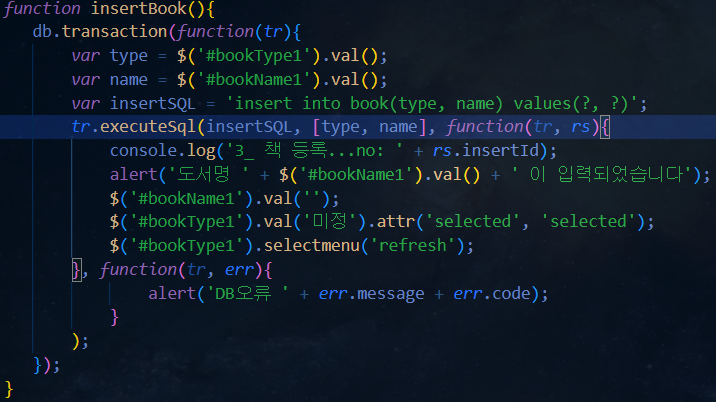 function insertBook(){
db.transaction(function(tr){
var type = $('#bookType1').val();
var name = $('#bookName1').val();
var insertSQL = 'insert into book(type, name) values(?, ?)';
tr.executeSql(insertSQL, [type, name], function(tr, rs){
console.log('3_ 책 등록...no: ' + rs.insertId);
alert('도서명 ' + $('#bookName1').val() + ' 이 입력되었습니다');
$('#bookName1').val('');
$('#bookType1').val('미정').attr('selected', 'selected');
$('#bookType1').selectmenu('refresh');
}, function(tr, err){
alert('DB오류 ' + err.message + err.code);
}
);
});
}